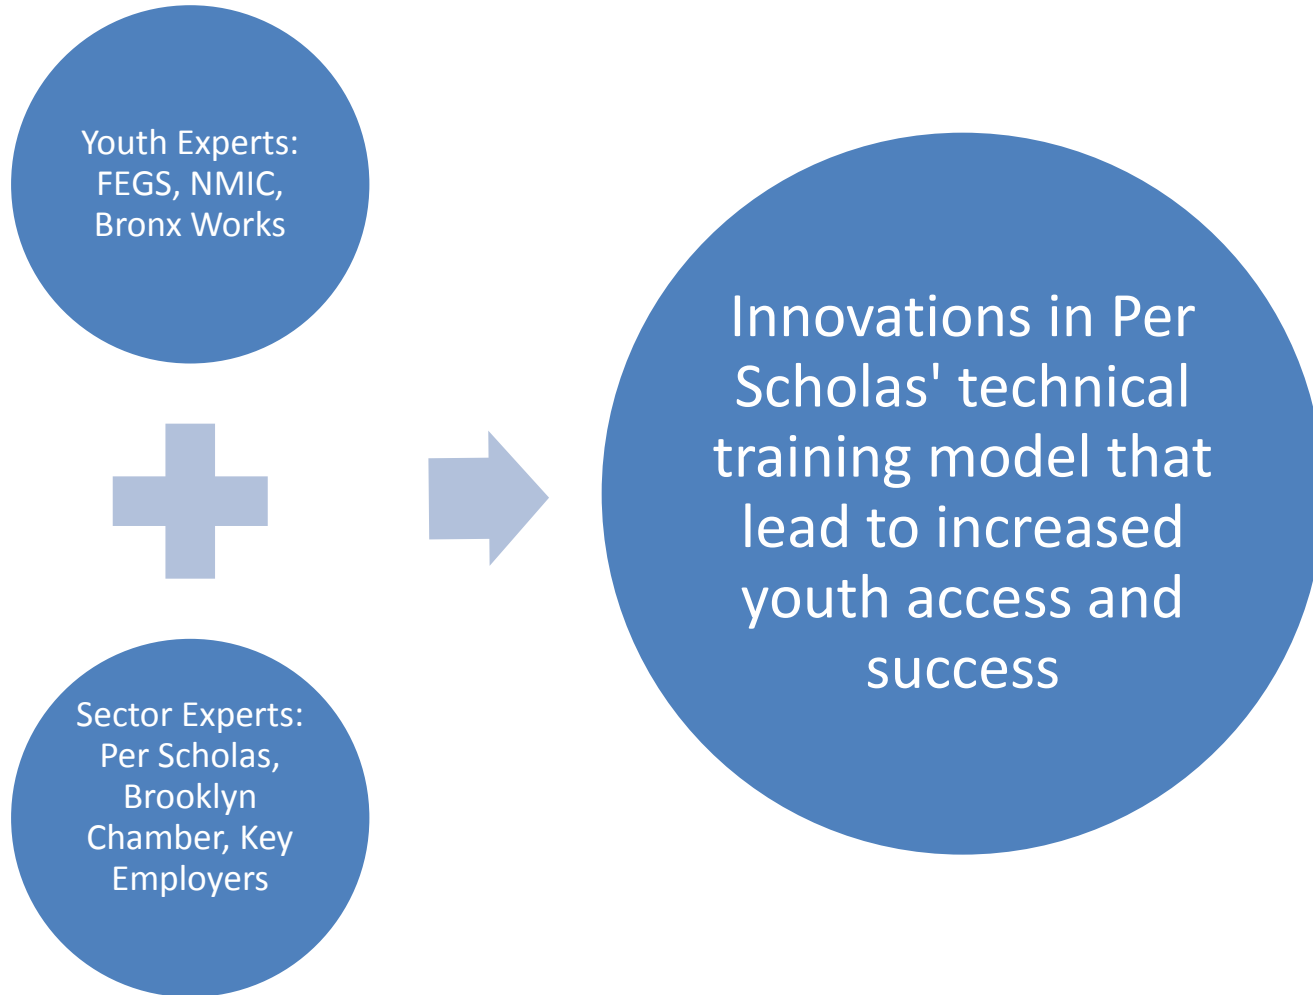 Youth Experts:
FEGS, NMIC,
Bronx Works
Sector Experts:
Per Scholas,
Brooklyn
Chamber, Key
Employers
Innovations in Per
Scholas' technical
training model that
lead to increased
youth access and
success